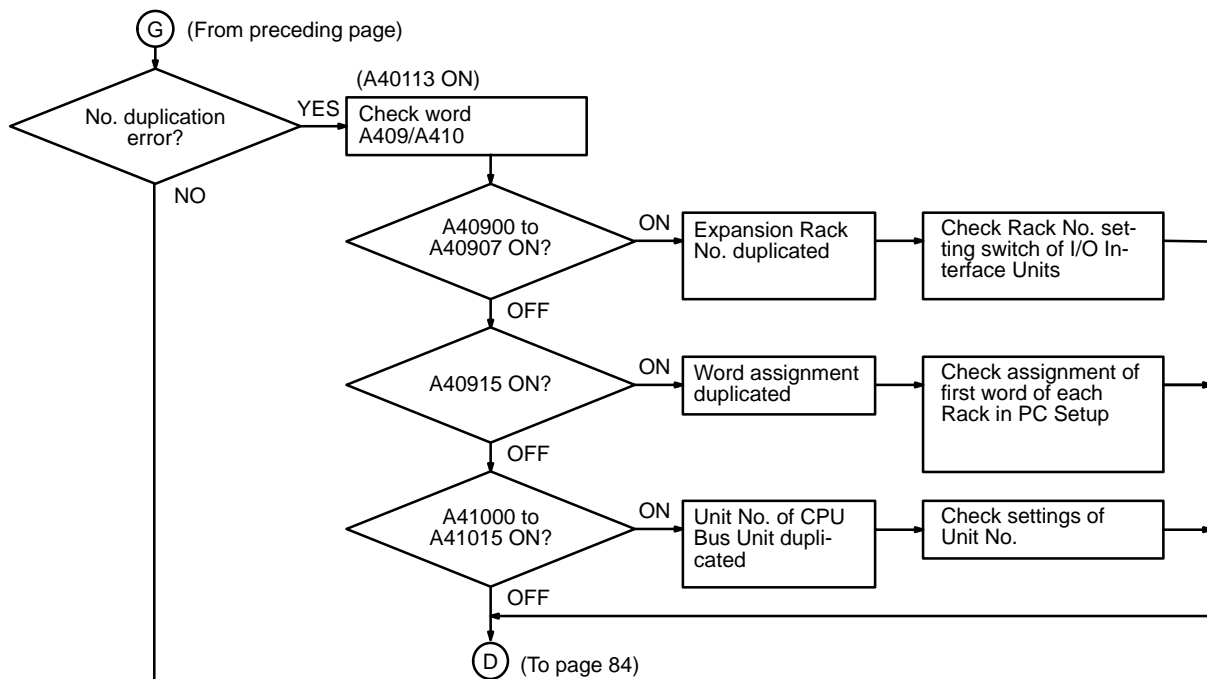 G (From preceding page)
(A40113 ON)
No. duplication
error?
YES
Check word
A409/A410
NO
A40900 to
A40907 ON?
ON
Expansion Rack
No. duplicated
Check Rack No. set-
ting switch of I/O In-
terface Units
OFF
A40915 ON?
ON
Word assignment
duplicated
Check assignment of
first word of each
Rack in PC Setup
OFF
A41000 to
A41015 ON?
ON
Unit No. of CPU
Bus Unit dupli-
cated
Check settings of
Unit No.
OFF
D (To page 84)